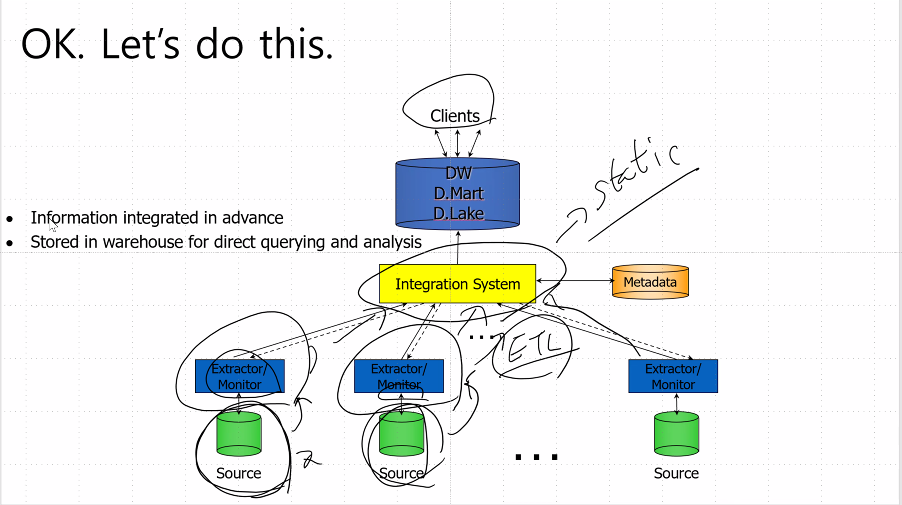 OK. Let's do this.
Clients
DW
D.Mart
D.Lake
static
• Information integrated in advance
• Stored in warehouse for direct querying and analysis
Integration System
Metadata
...
ETL
Extractor/
Monitor
Extractor/
Monitor
Extractor/
Monitor
Source
Source
...
Source